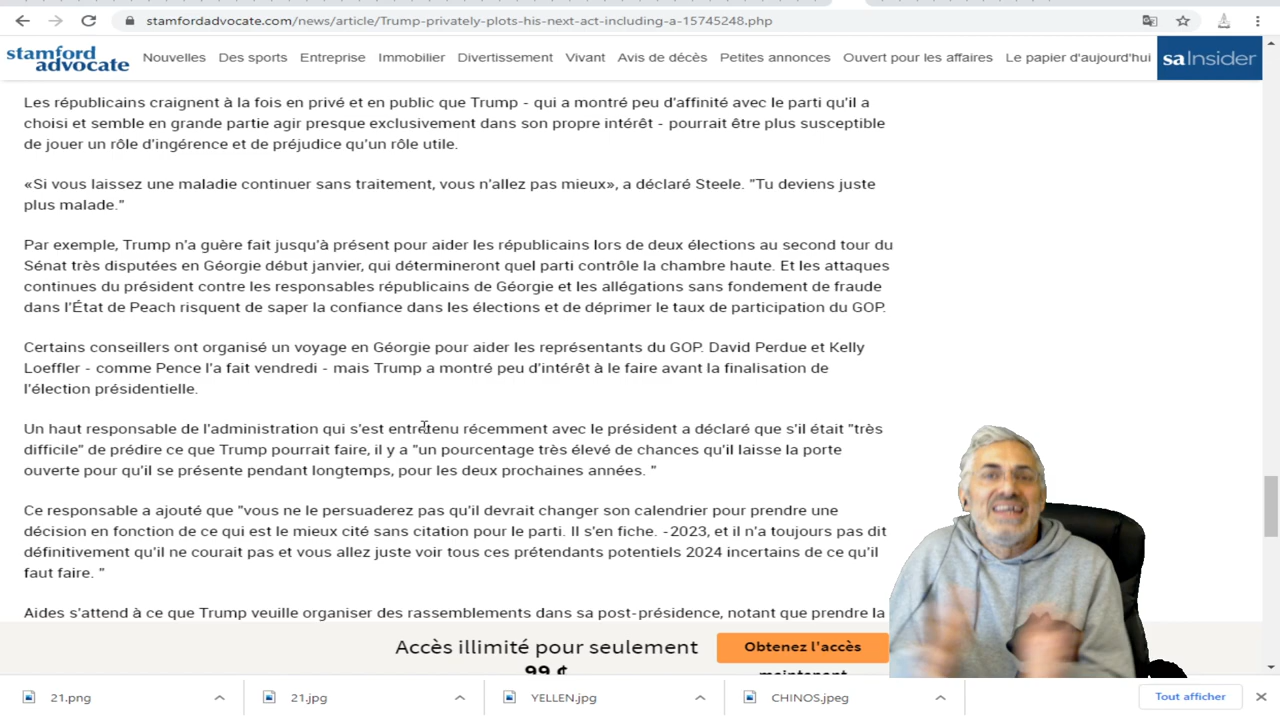 stamfordadvocate.com/news/article/Trump-privately-plots-his-next-act-including-a-15745248.php
stamford advocate
Nouvelles Des sports Entreprise Immobilier Divertissement Vivant Avis de décès Petites annonces Ouvert pour les affaires Le papier d'aujourd'hui saInsider
Les républicains craignent à la fois en privé et en public que Trump - qui a montré peu d'affinité avec le parti qu'il a
choisi et semble en grande partie agir presque exclusivement dans son propre intérêt - pourrait être plus susceptible
de jouer un rôle d'ingérence et de préjudice qu'un rôle utile.
«Si vous laissez une maladie continuer sans traitement, vous n'allez pas mieux», a déclaré Steele. "Tu deviens juste
plus malade."
Par exemple, Trump n'a guère fait jusqu'à présent pour aider les républicains lors de deux élections au second tour du
Sénat très disputées en Géorgie début janvier, qui détermineront quel parti contrôle la chambre haute. Et les attaques
continues du président contre les responsables républicains de Géorgie et les allégations sans fondement de fraude
dans l'État de Peach risquent de saper la confiance dans les élections et de déprimer le taux de participation du GOP.
Certains conseillers ont organisé un voyage en Géorgie pour aider les représentants du GOP. David Perdue et Kelly
Loeffler - comme Pence l'a fait vendredi - mais Trump a montré peu d'intérêt à le faire avant la finalisation de
l'élection présidentielle.
Un haut responsable de l'administration qui s'est entretenu récemment avec le président a déclaré que s'il était "très
difficile" de prédire ce que Trump pourrait faire, il y a "un pourcentage très élevé de chances qu'il laisse la porte
ouverte pour qu'il se présente pendant longtemps, pour les deux prochaines années. "
Ce responsable a ajouté que "vous ne le persuaderez pas qu'il devrait changer son calendrier pour prendre une
décision en fonction de ce qui est le mieux cité sans citation pour le parti. Il s'en fiche. -2023, et il n'a toujours pas dit
définitivement qu'il ne courait pas et vous allez juste voir tous ces prétendants potentiels 2024 incertains de ce qu'il
faut faire. "
Aides s'attend à ce que Trump veuille organiser des rassemblements dans sa post-présidence, notant que prendre la
Accès illimité pour seulement
99 ¢
Obtenez l'accès
maintenant
21.png 21.jpg YELLEN.jpg CHINOS.jpeg Tout afficher